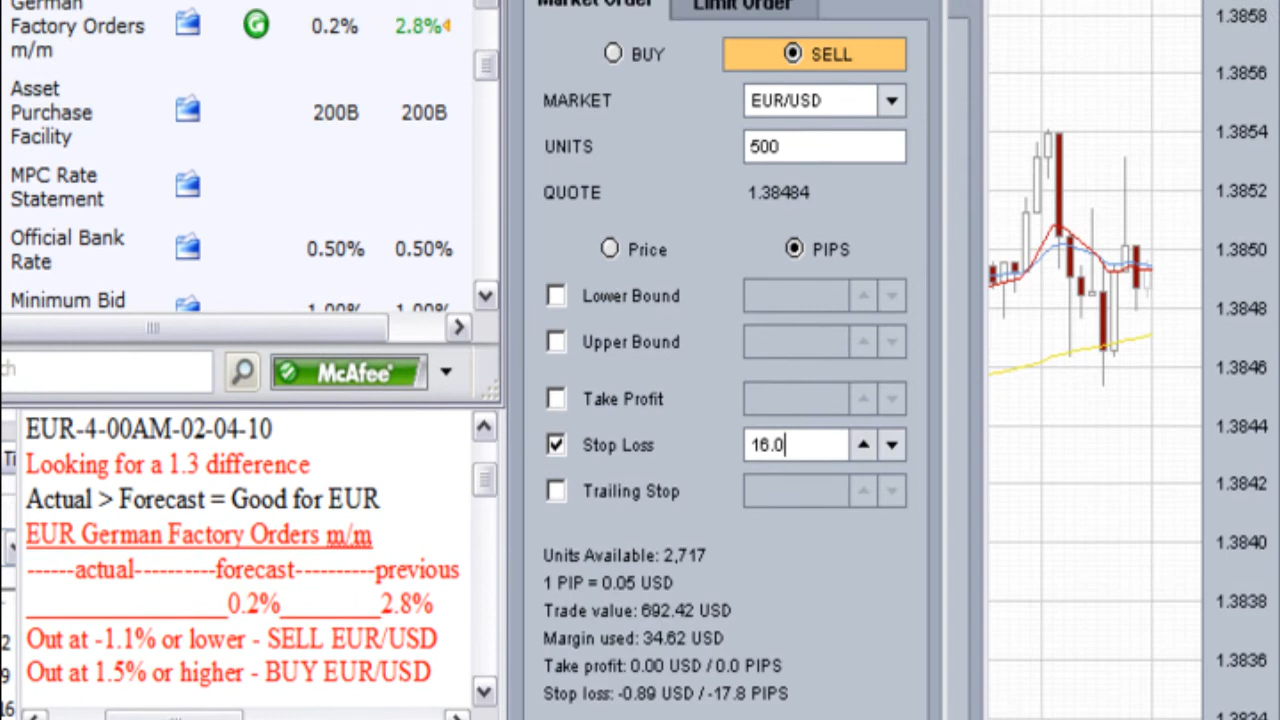 German
Factory Orders
m/m
0.2%
2.8%
Asset
Purchase
Facility
200B
200B
MPC Rate
Statement
Official Bank
Rate
0.50%
0.50%
Minimum Bid
1.00%
1.00%
McAfee
EUR-4-00AM-02-04-10
Looking for a 1.3 difference
Actual > Forecast = Good for EUR
EUR German Factory Orders m/m
------actual----------forecast----------previous
0.2% 2.8%
Out at -1.1% or lower - SELL EUR/USD
Out at 1.5% or higher - BUY EUR/USD
Market Order
Limit Order
BUY
SELL
MARKET
EUR/USD
UNITS
500
QUOTE
1.38484
Price
PIPS
Lower Bound
Upper Bound
Take Profit
Stop Loss
16.0
Trailing Stop
Units Available: 2,717
1 PIP = 0.05 USD
Trade value: 692.42 USD
Margin used: 34.62 USD
Take profit: 0.00 USD / 0.0 PIPS
Stop loss: -0.89 USD / -17.8 PIPS
1.3858
1.3856
1.3854
1.3852
1.3850
1.3848
1.3846
1.3844
1.3842
1.3840
1.3838
1.3836
1.3834